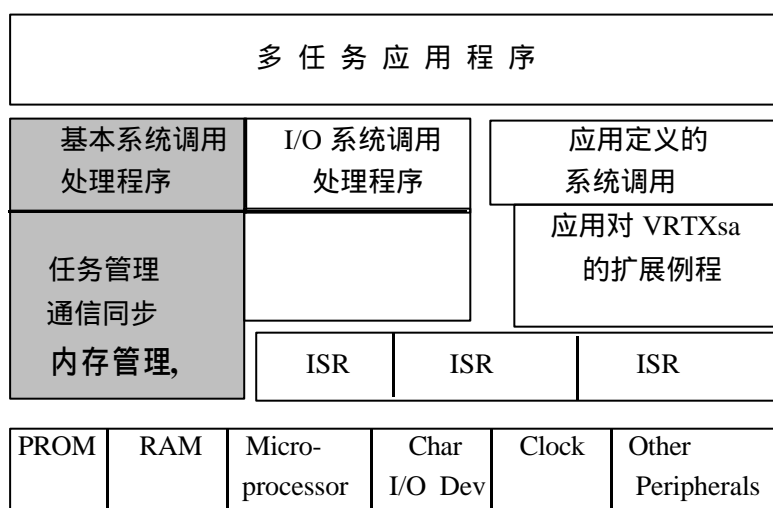 多 任 务 应 用 程 序
基本系统调用
处理程序
I/O 系统调用
处理程序
应用定义的
系统调用
任务管理
通信同步
内存管理,
应用对 VRTXsa
的扩展例程
ISR
ISR
ISR
PROM
RAM
Micro-
processor
Char
I/O Dev
Clock
Other
Peripherals